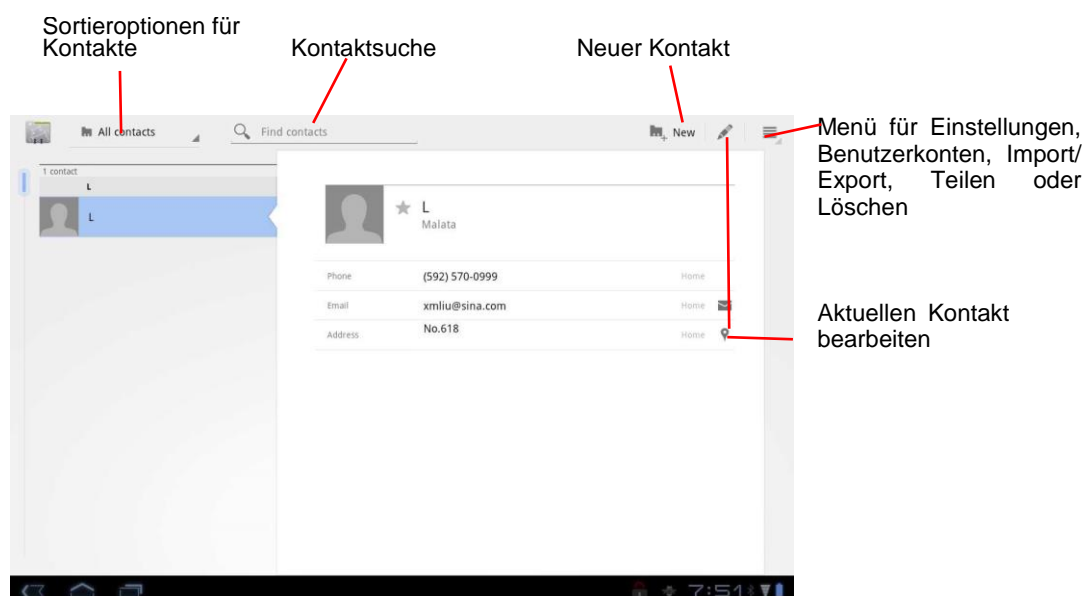 Sortieroptionen für
Kontakte
Kontaktsuche
Neuer Kontakt
All contacts
Find contacts
New
Menü für Einstellungen,
Benutzerkonten, Import/
Export, Teilen oder
Löschen
1 contact
L
L
L
Malata
Phone (592) 570-0999 Home
Email xmliu@sina.com Home
Address No.618 Home
Aktuellen Kontakt
bearbeiten
7:51